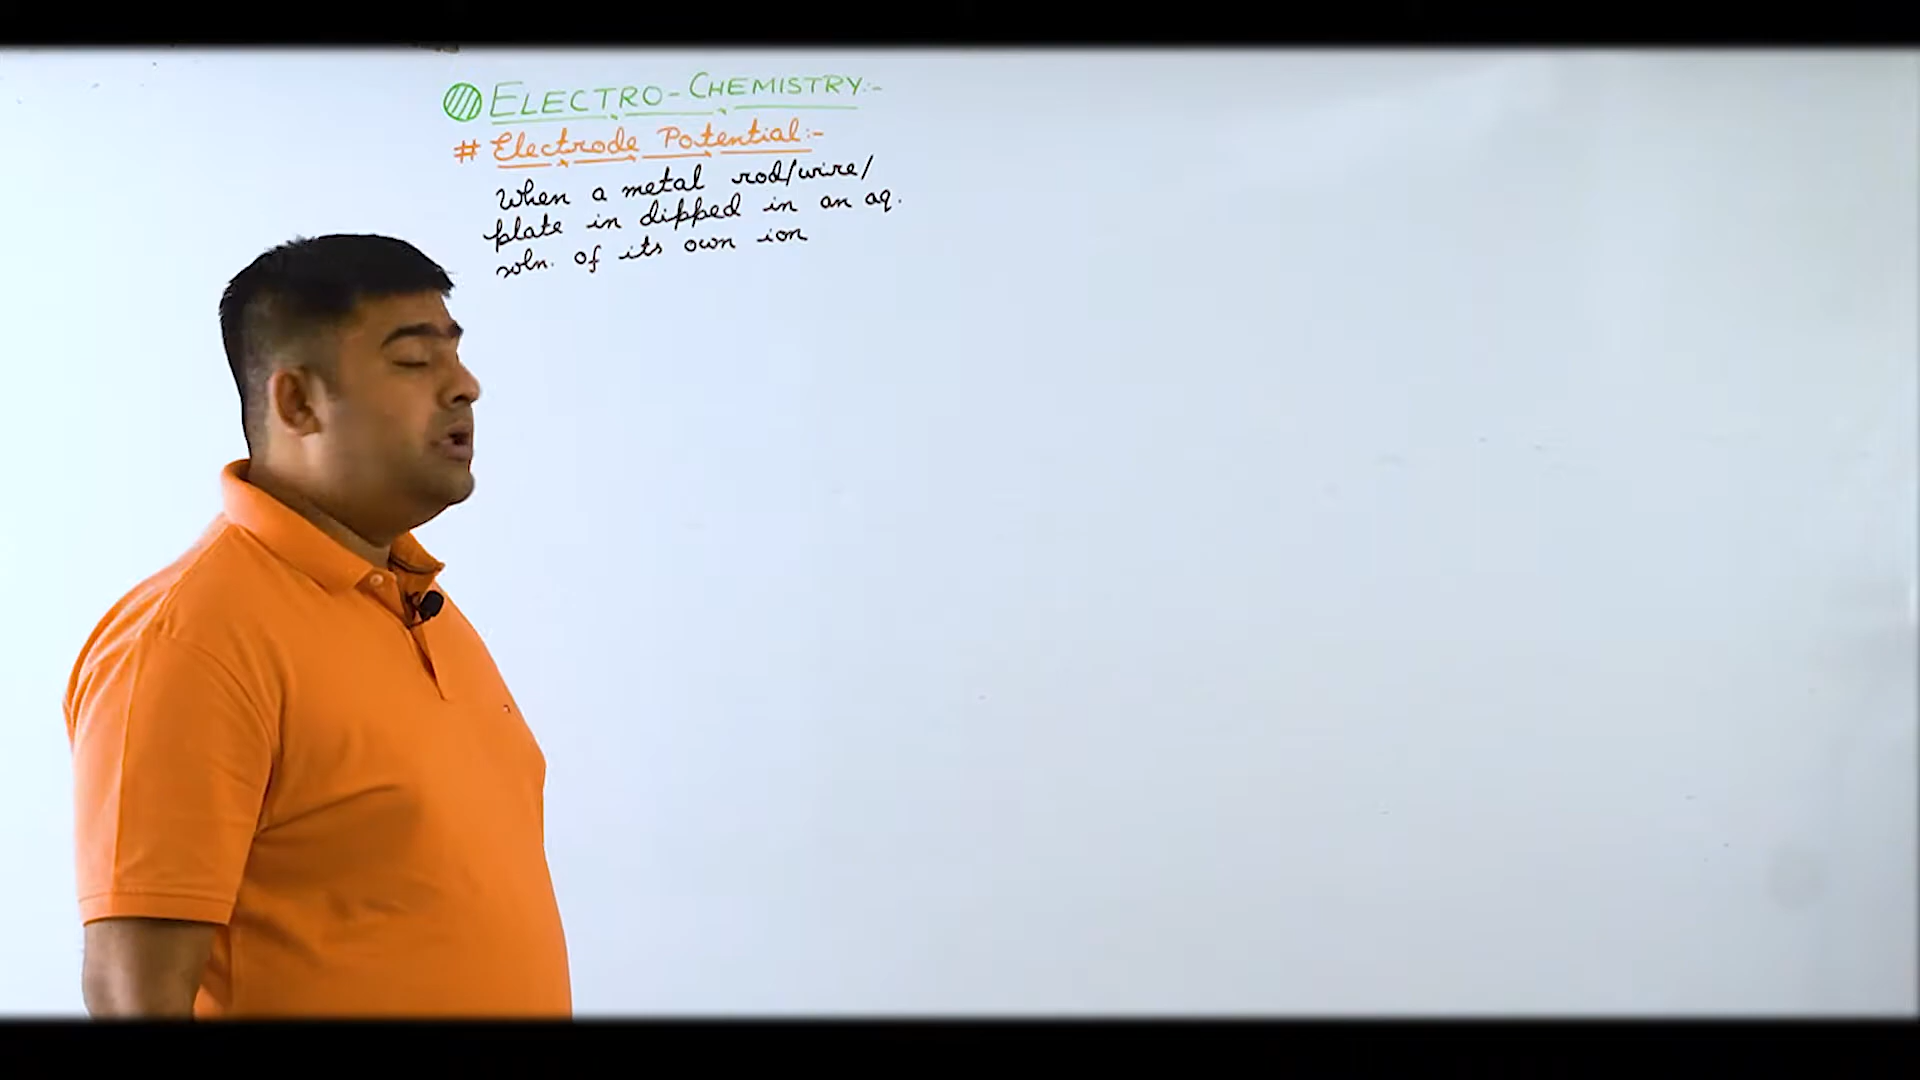 ELECTRO-CHEMISTRY:-
# Electrode Potential:-
When a metal rod/wire/
plate in dipped in an aq.
soln. of its own ion